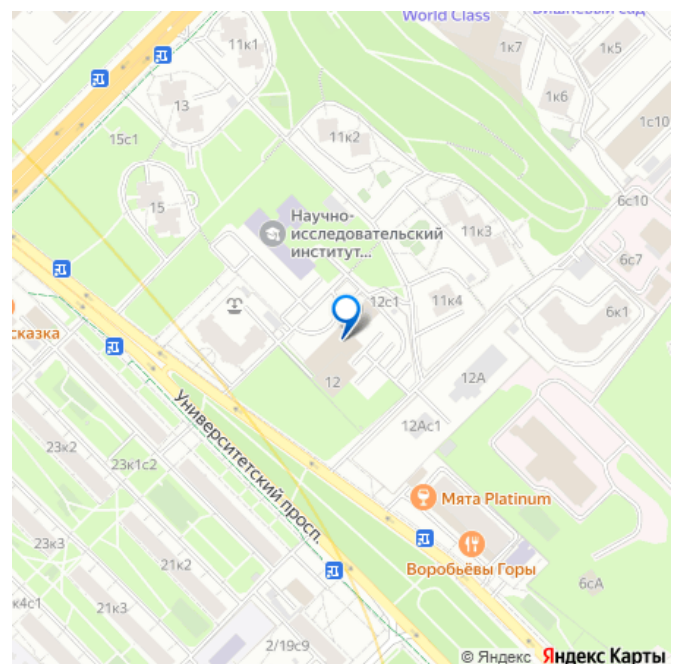 World Class
Вишнёвый сад
11к1
1к7
1к5
1к6
13
1с10
15с1
11к2
15
6с10
Научно-
исследовательский
институт...
11к3
6с7
12с1
11к4
6к1
сказка
12
12А
Университетский просп.
12Ас1
23к2
23к1с2
Мята Platinum
23к3
21к2
Воробьёвы Горы
6сА
к4с1
21к3
2/19с9
© Яндекс Яндекс Карты